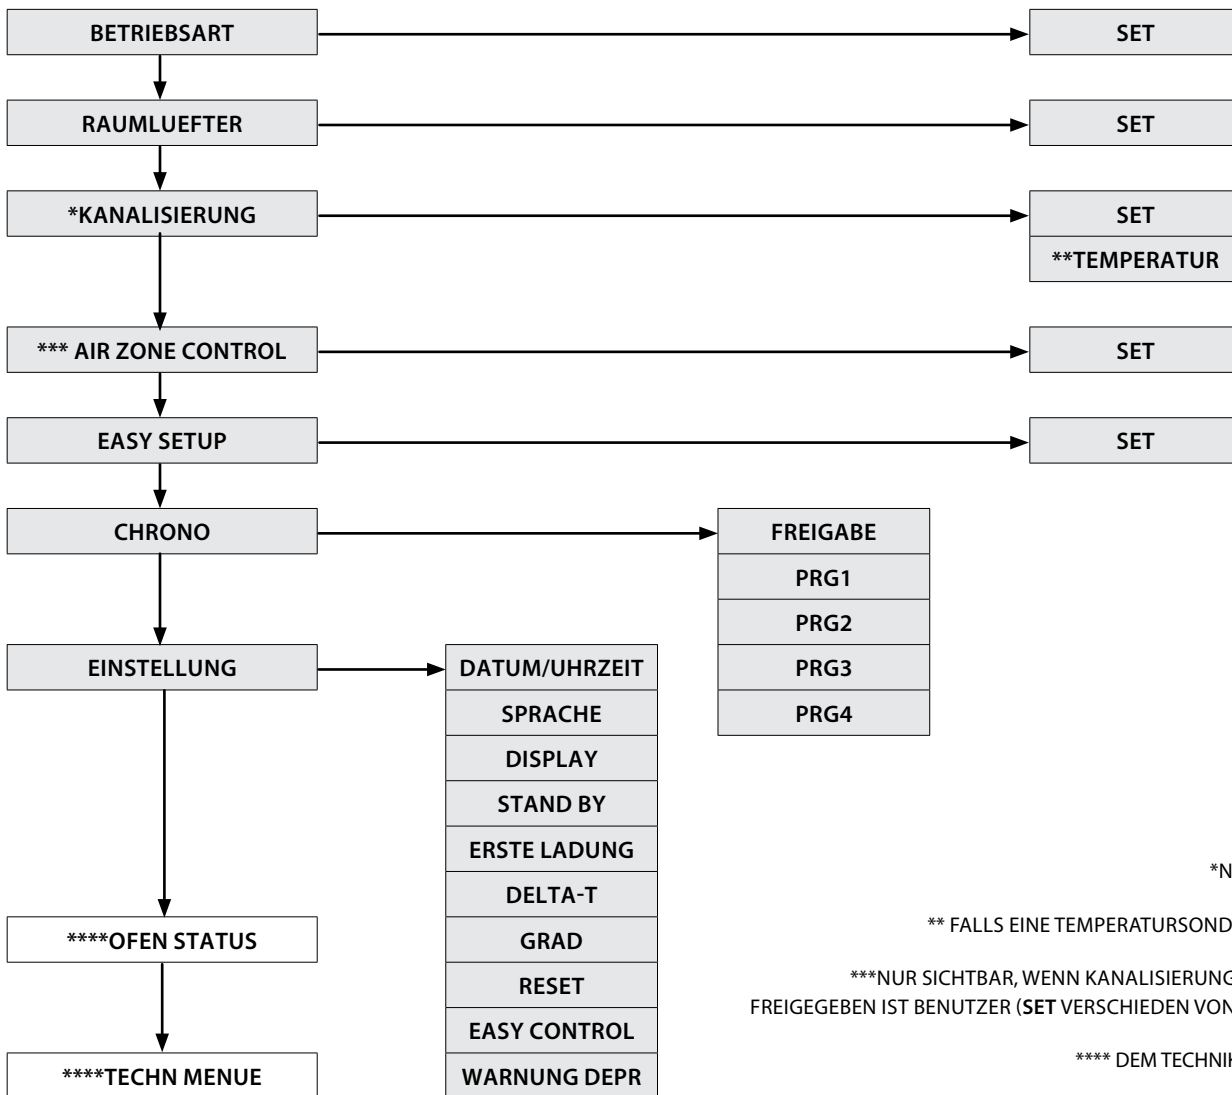 BETRIEBSART
SET
RAUMLUEFTER
SET
*KANALISIERUNG
SET
**TEMPERATUR
*** AIR ZONE CONTROL
SET
EASY SETUP
SET
CHRONO
FREIGABE
PRG1
PRG2
PRG3
PRG4
EINSTELLUNG
DATUM/UHRZEIT
SPRACHE
DISPLAY
STAND BY
ERSTE LADUNG
DELTA-T
GRAD
RESET
EASY CONTROL
WARNUNG DEPR
****OFEN STATUS
****TECHN MENUE
*N
** FALLS EINE TEMPERATURSOND
***NUR SICHTBAR, WENN KANALISIERUNG
FREIGEGEBEN IST BENUTZER (SET VERSCHIEDEN VON
**** DEM TECHNIK